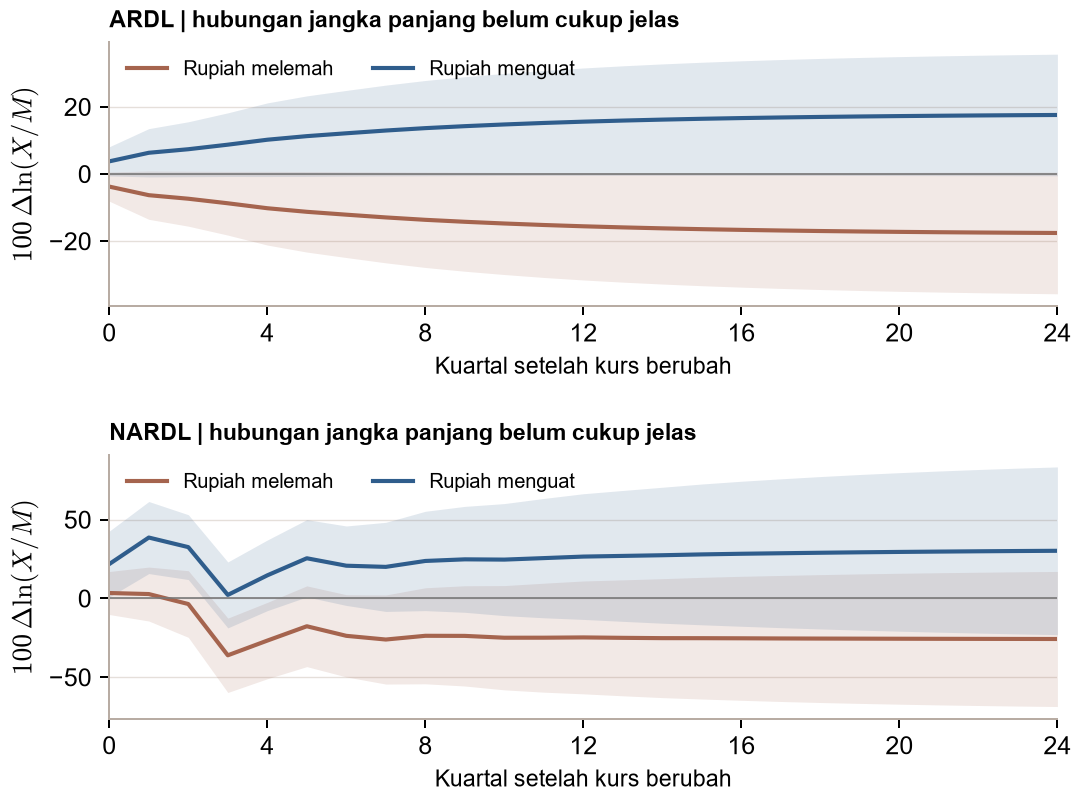 ARDL | hubungan jangka panjang belum cukup jelas
Rupiah melemah Rupiah menguat
100 Δln(X/M)
20
0
−20
0 4 8 12 16 20 24
Kuartal setelah kurs berubah
NARDL | hubungan jangka panjang belum cukup jelas
Rupiah melemah Rupiah menguat
100 Δln(X/M)
50
0
−50
0 4 8 12 16 20 24
Kuartal setelah kurs berubah